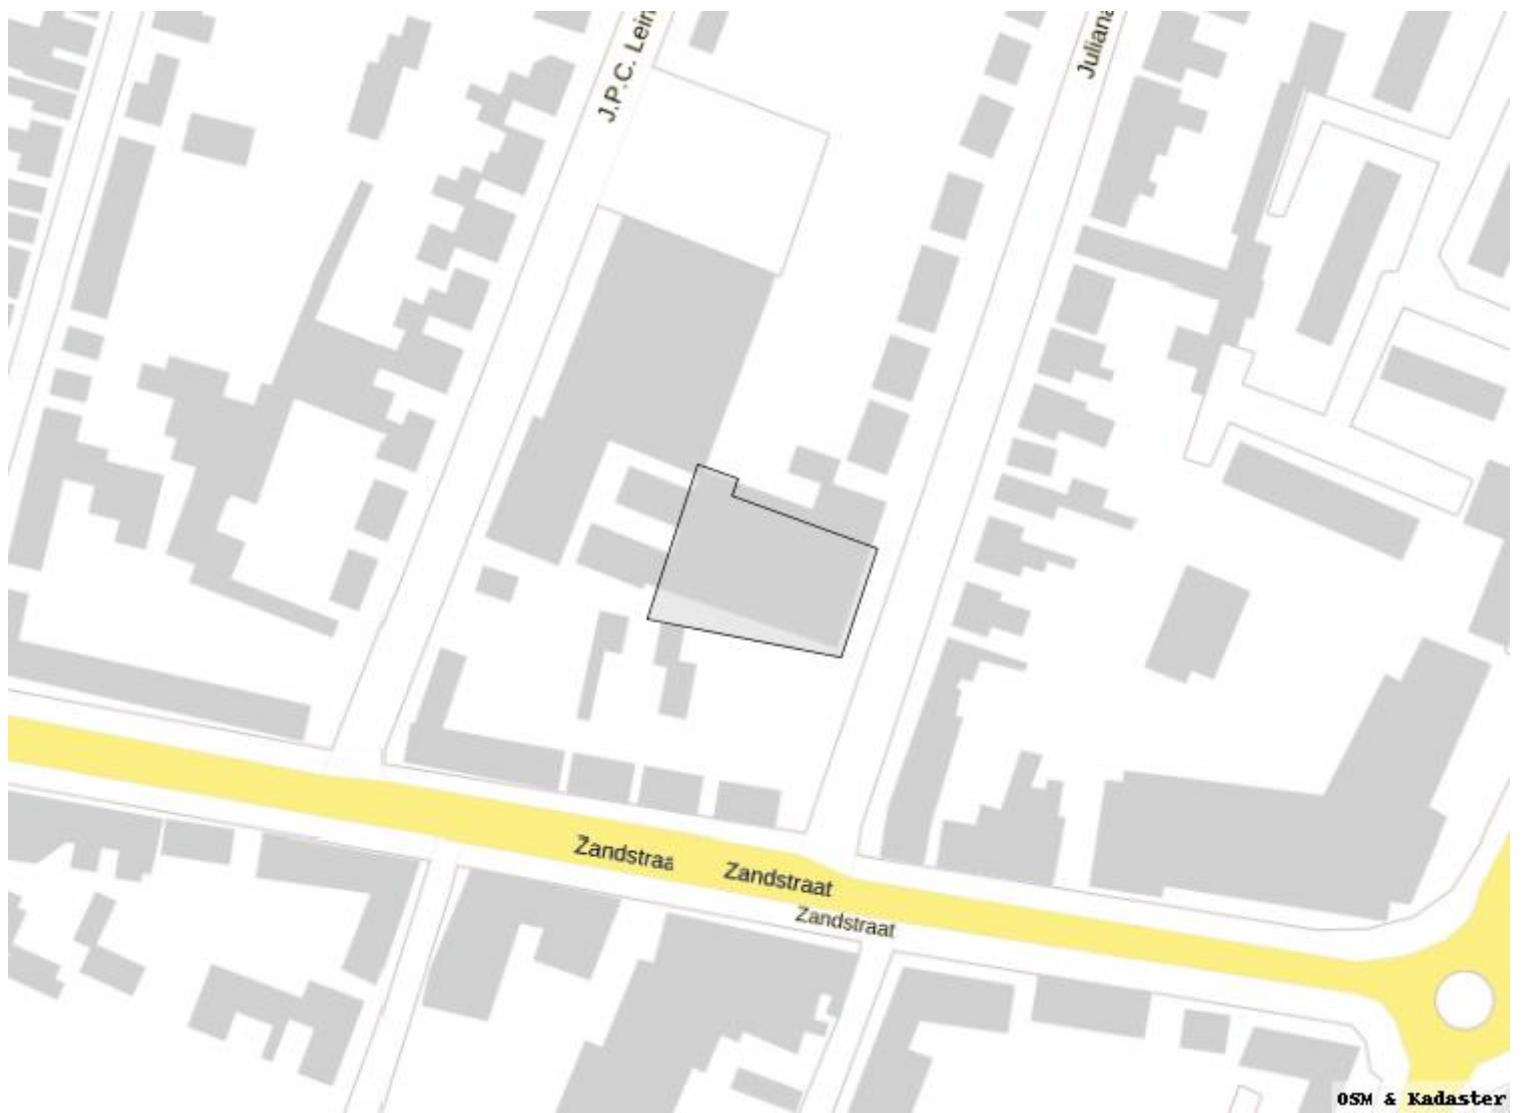 J.P.C. Lein
Juliana
Zandstraa
Zandstraat
Zandstraat
OSM & Kadaster